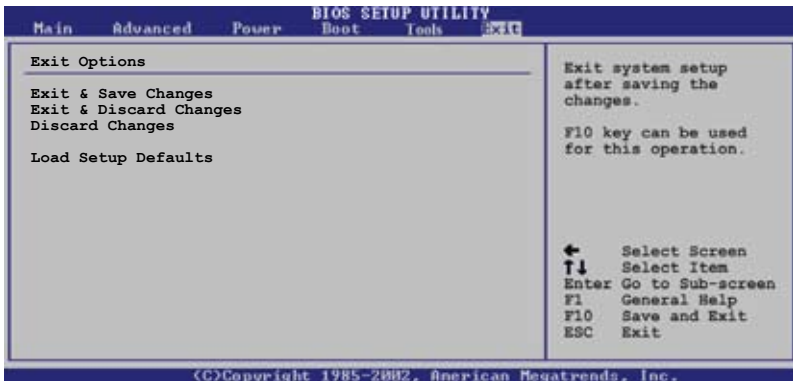 BIOS SETUP UTILITY
Main Advanced Power Boot Tools Exit
Exit Options
Exit & Save Changes
Exit & Discard Changes
Discard Changes
Load Setup Defaults
Exit system setup
after saving the
changes.
F10 key can be used
for this operation.
← Select Screen
↑↓ Select Item
Enter Go to Sub-screen
F1 General Help
F10 Save and Exit
ESC Exit
(C)Copyright 1985-2002, American Megatrends, Inc.